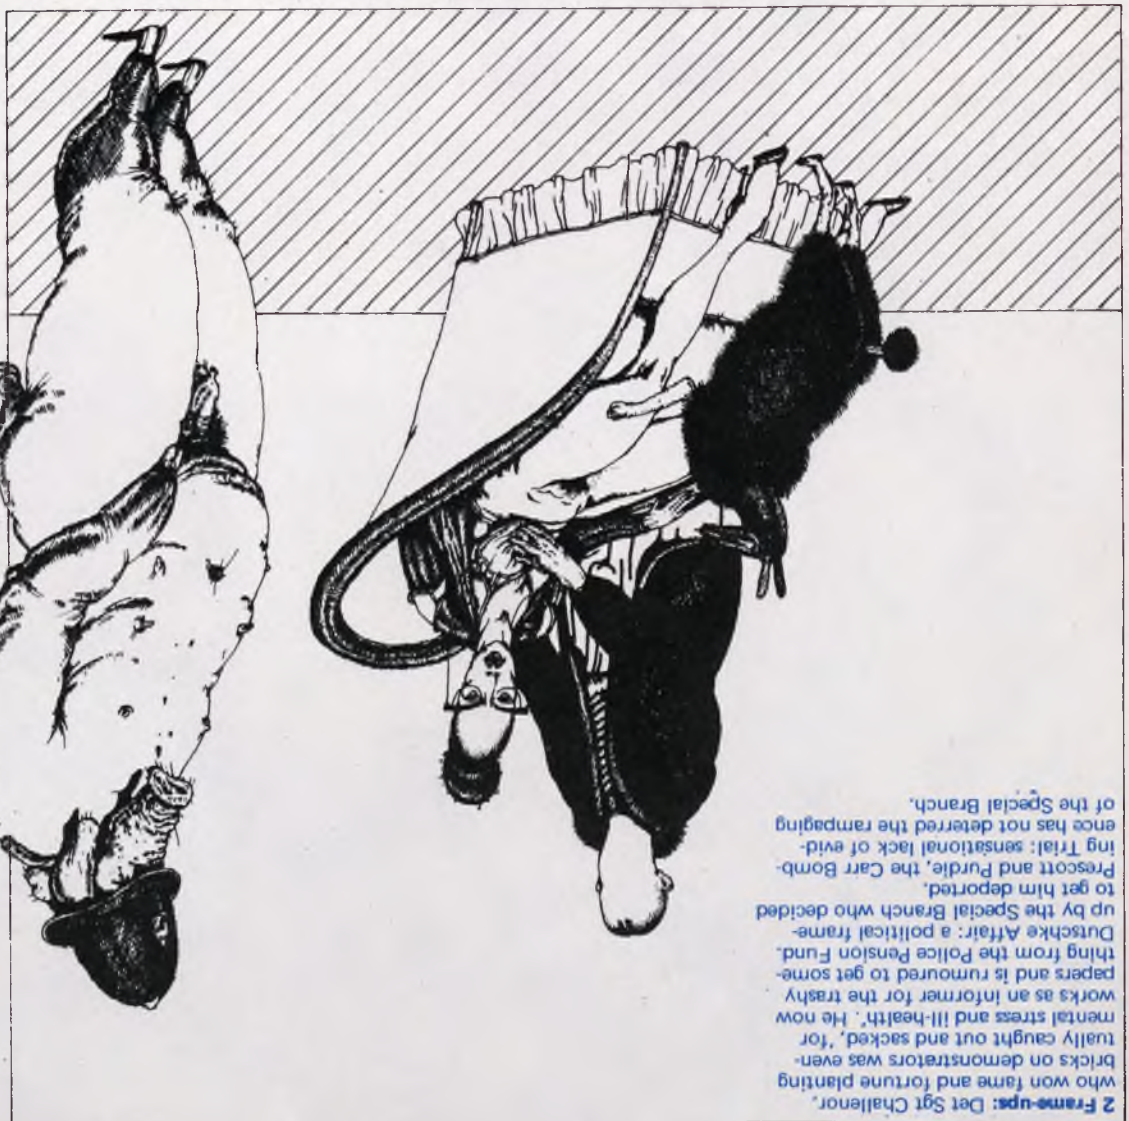 2 Frame-ups: Det Sgt Challenor,
who won fame and fortune planting
bricks on demonstrators was even-
tually caught out and sacked, 'for
mental stress and ill-health'. He now
works as an informer for the trashy
papers and is rumoured to get some-
thing from the Police Pension Fund.
Dutschke Affair: a political frame-
up by the Special Branch who decided
to get him deported.
Prescott and Purdie, the Carr Bomb-
ing Trial: sensational lack of evid-
ence has not deterred the rampaging
of the Special Branch.